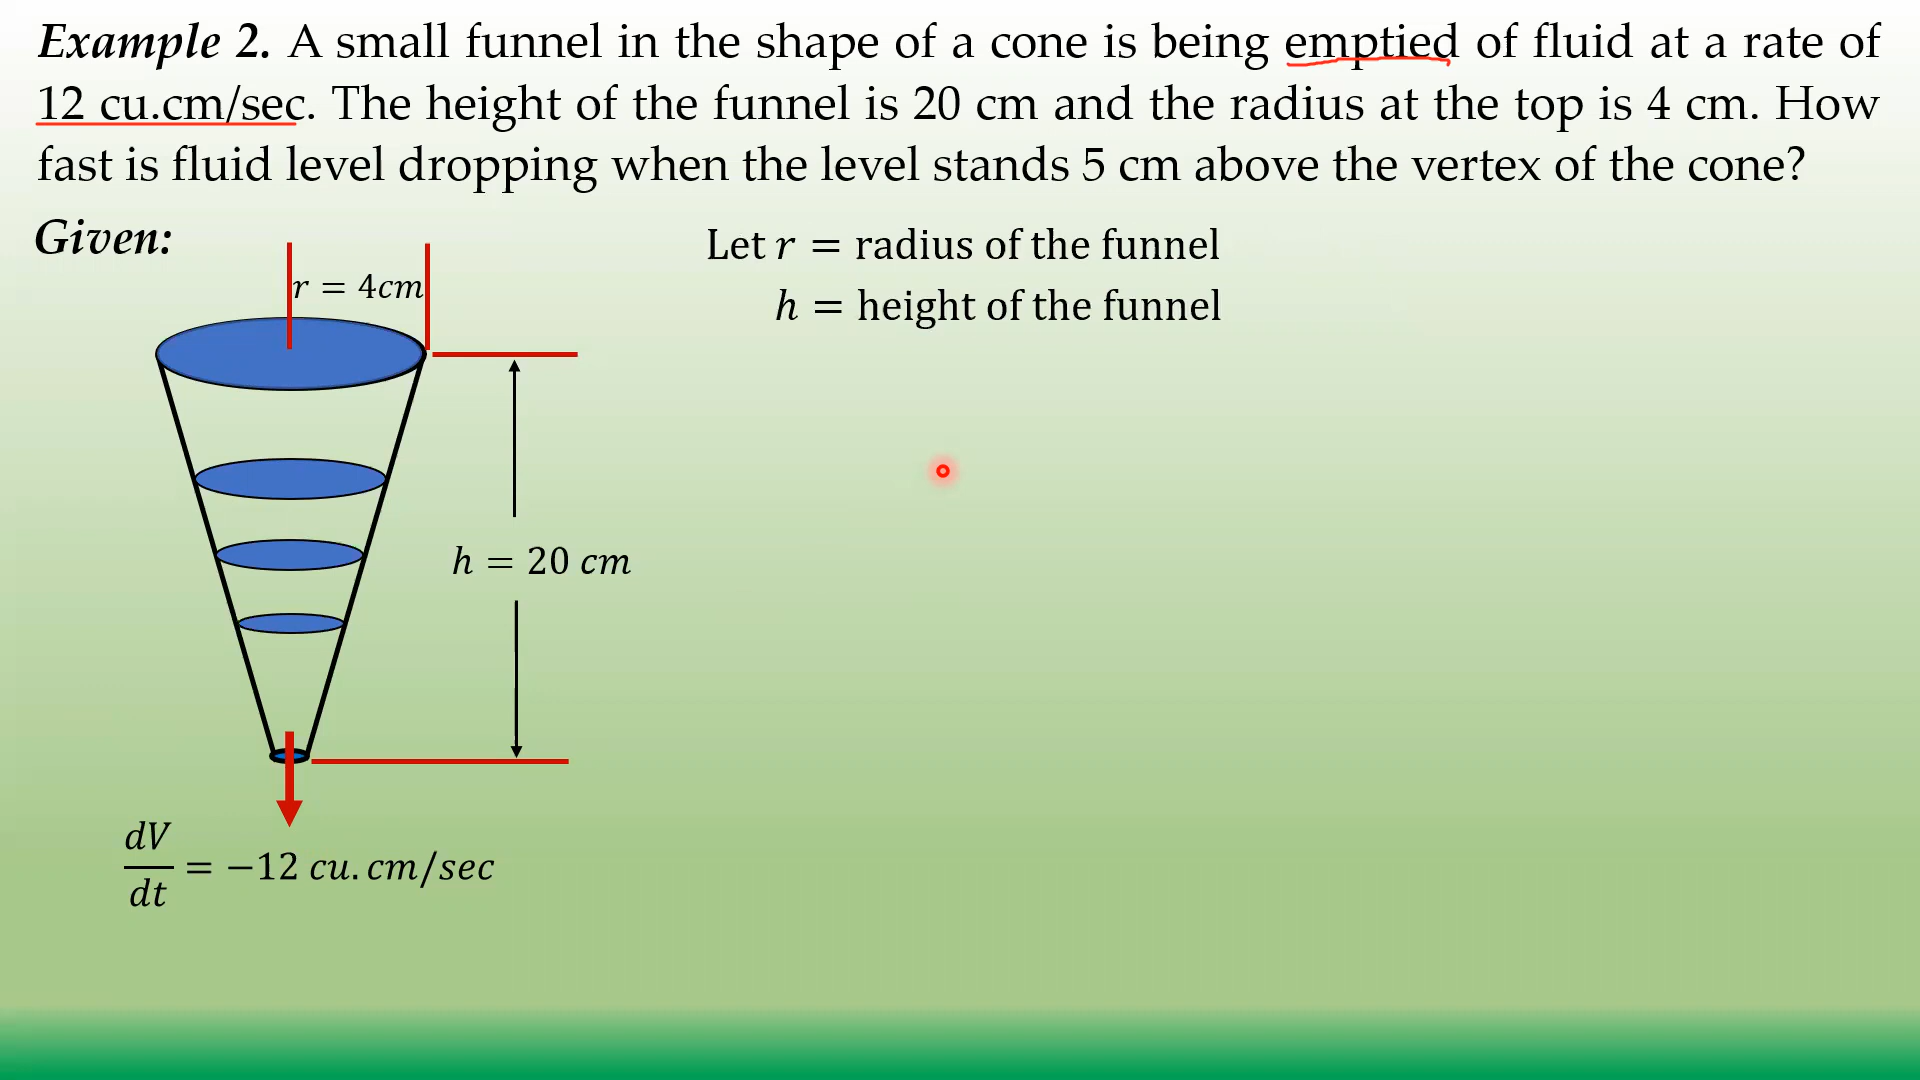 Example 2. A small funnel in the shape of a cone is being emptied of fluid at a rate of
12 cu.cm/sec. The height of the funnel is 20 cm and the radius at the top is 4 cm. How
fast is fluid level dropping when the level stands 5 cm above the vertex of the cone?
Given:
Let r = radius of the funnel
r = 4cm
h = height of the funnel
h = 20 cm
dV/dt = −12 cu.cm/sec